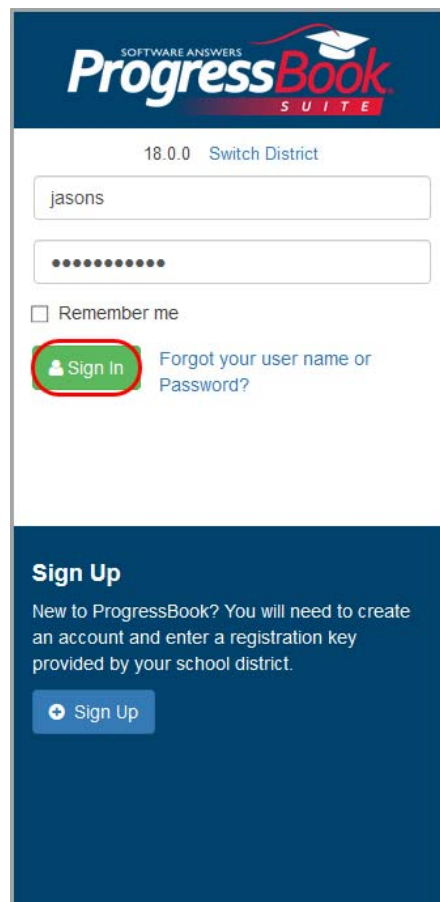 SOFTWARE ANSWERS
ProgressBook
SUITE
18.0.0 Switch District
jasons
•••••••••••
Remember me
Sign In
Forgot your user name or
Password?
Sign Up
New to ProgressBook? You will need to create
an account and enter a registration key
provided by your school district.
Sign Up